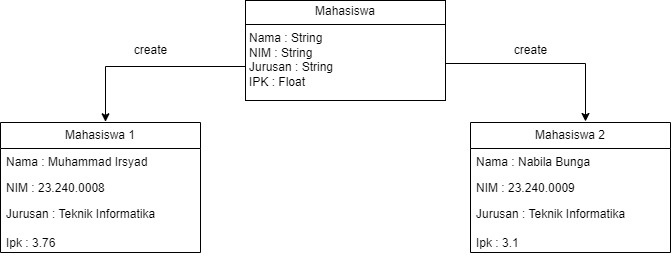 Mahasiswa
Nama : String
NIM : String
Jurusan : String
IPK : Float
create
create
Mahasiswa 1
Nama : Muhammad Irsyad
NIM : 23.240.0008
Jurusan : Teknik Informatika
Ipk : 3.76
Mahasiswa 2
Nama : Nabila Bunga
NIM : 23.240.0009
Jurusan : Teknik Informatika
Ipk : 3.1